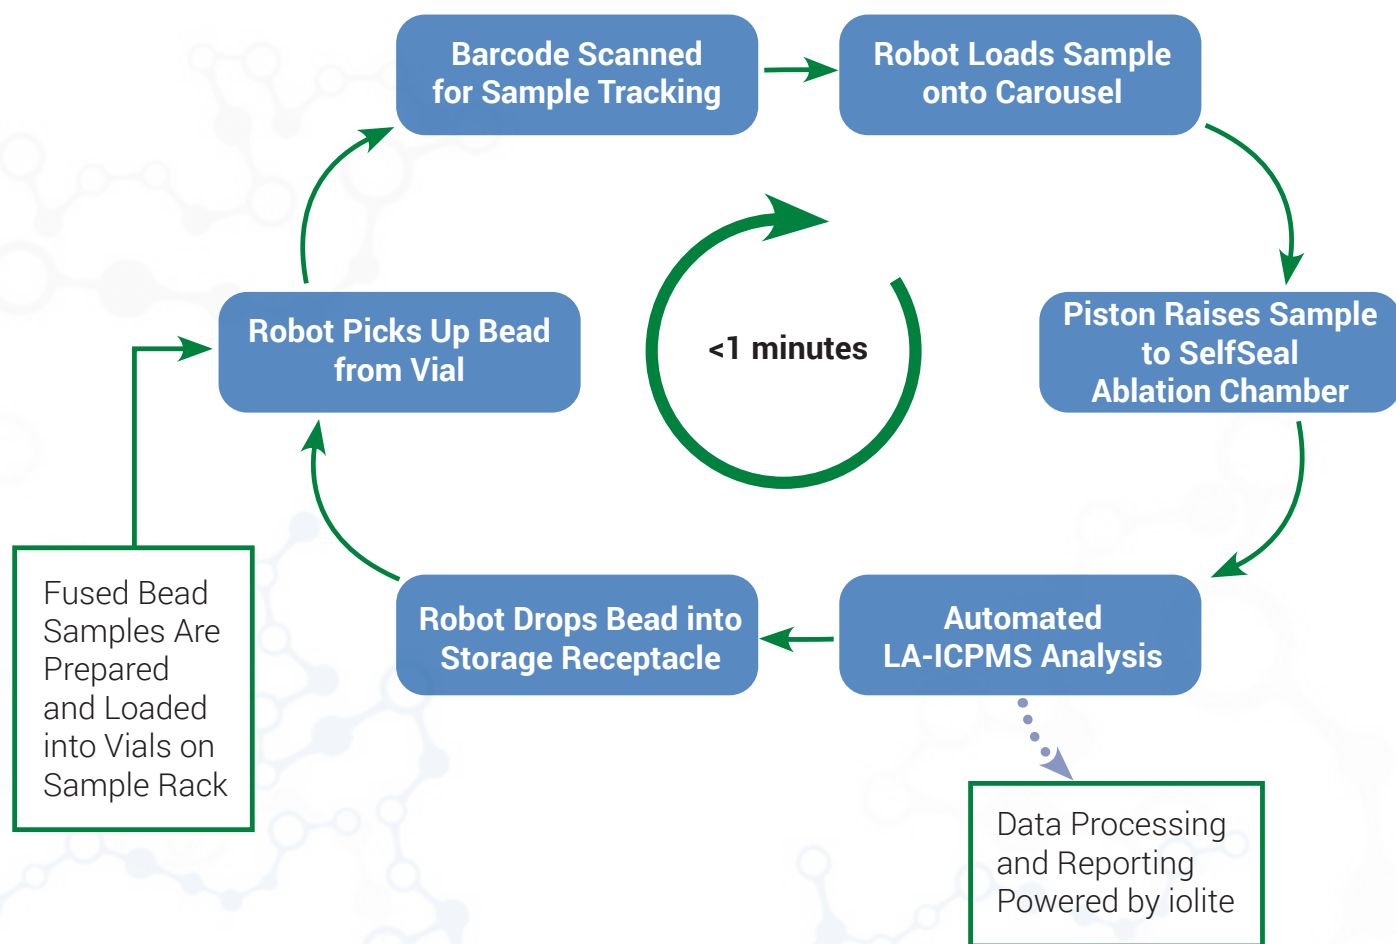 Barcode Scanned
for Sample Tracking
Robot Loads Sample
onto Carousel
Robot Picks Up Bead
from Vial
<1 minutes
Piston Raises Sample
to SelfSeal
Ablation Chamber
Fused Bead
Samples Are
Prepared
and Loaded
into Vials on
Sample Rack
Robot Drops Bead into
Storage Receptacle
Automated
LA-ICPMS Analysis
Data Processing
and Reporting
Powered by iolite